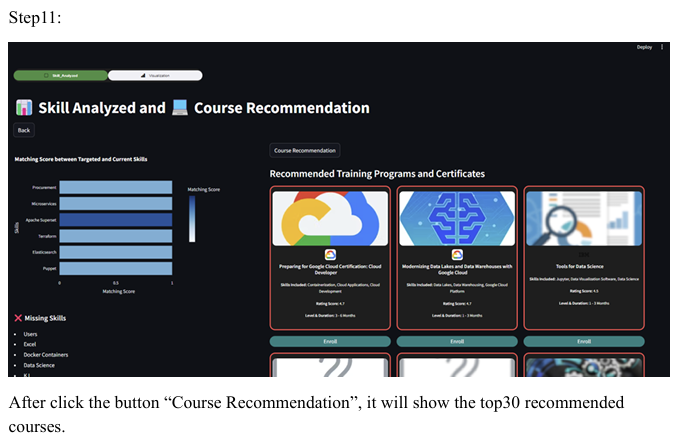 Step11:
Deploy
Skill_Analyzed
Visualization
Skill Analyzed and Course Recommendation
Back
Course Recommendation
Matching Score between Targeted and Current Skills
Matching Score
Procurement
Microservices
Apache Superset
Terraform
Elasticsearch
Puppet
Skills
0
0.5
1
Matching Score
Missing Skills
Users
Excel
Docker Containers
Data Science
Recommended Training Programs and Certificates
Preparing for Google Cloud Certification: Cloud
Developer
Skills Included: Containerization, Cloud Applications, Cloud
Development
Rating Score: 4.7
Level & Duration: 3 - 6 Months
Enroll
Modernizing Data Lakes and Data Warehouses with
Google Cloud
Skills Included: Data Lakes, Data Warehousing, Google Cloud
Platform
Rating Score: 4.7
Level & Duration: 1 - 3 Months
Enroll
Tools for Data Science
Skills Included: Jupyter, Data Visualization Software, Data Science
Rating Score: 4.5
Level & Duration: 1 - 3 Months
Enroll
After click the button “Course Recommendation”, it will show the top30 recommended
courses.